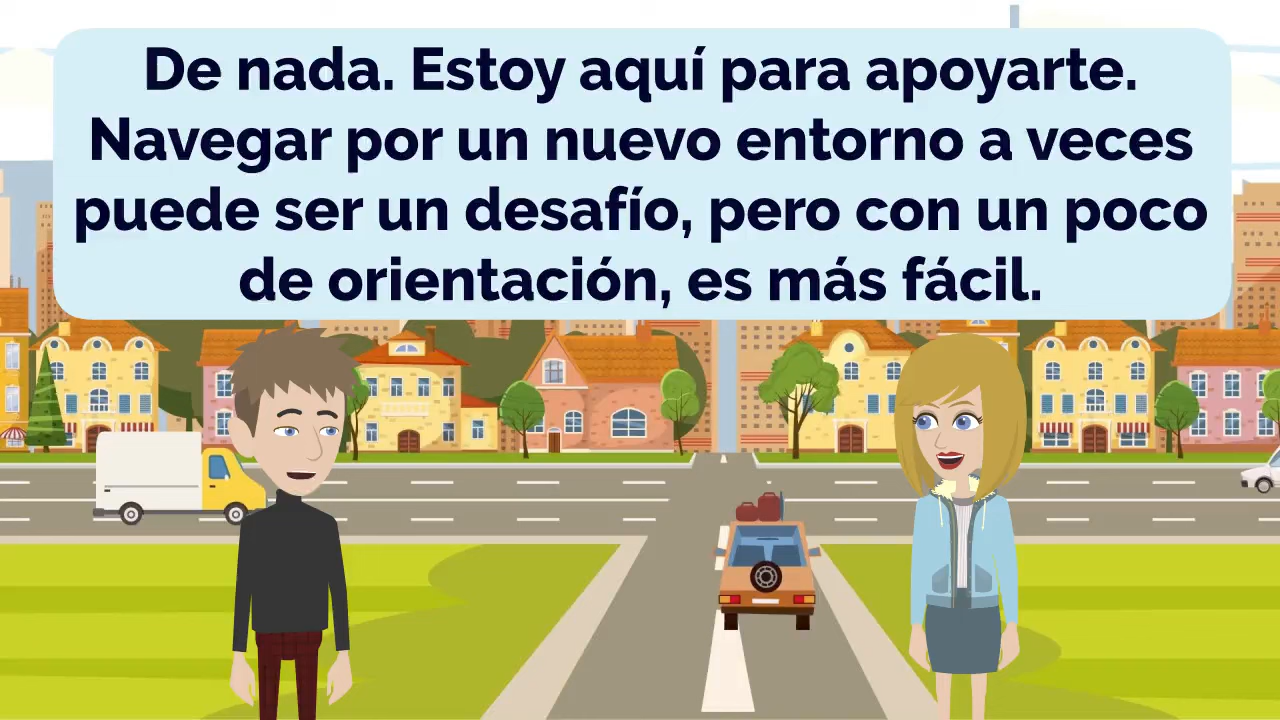 De nada. Estoy aquí para apoyarte.
Navegar por un nuevo entorno a veces
puede ser un desafío, pero con un poco
de orientación, es más fácil.